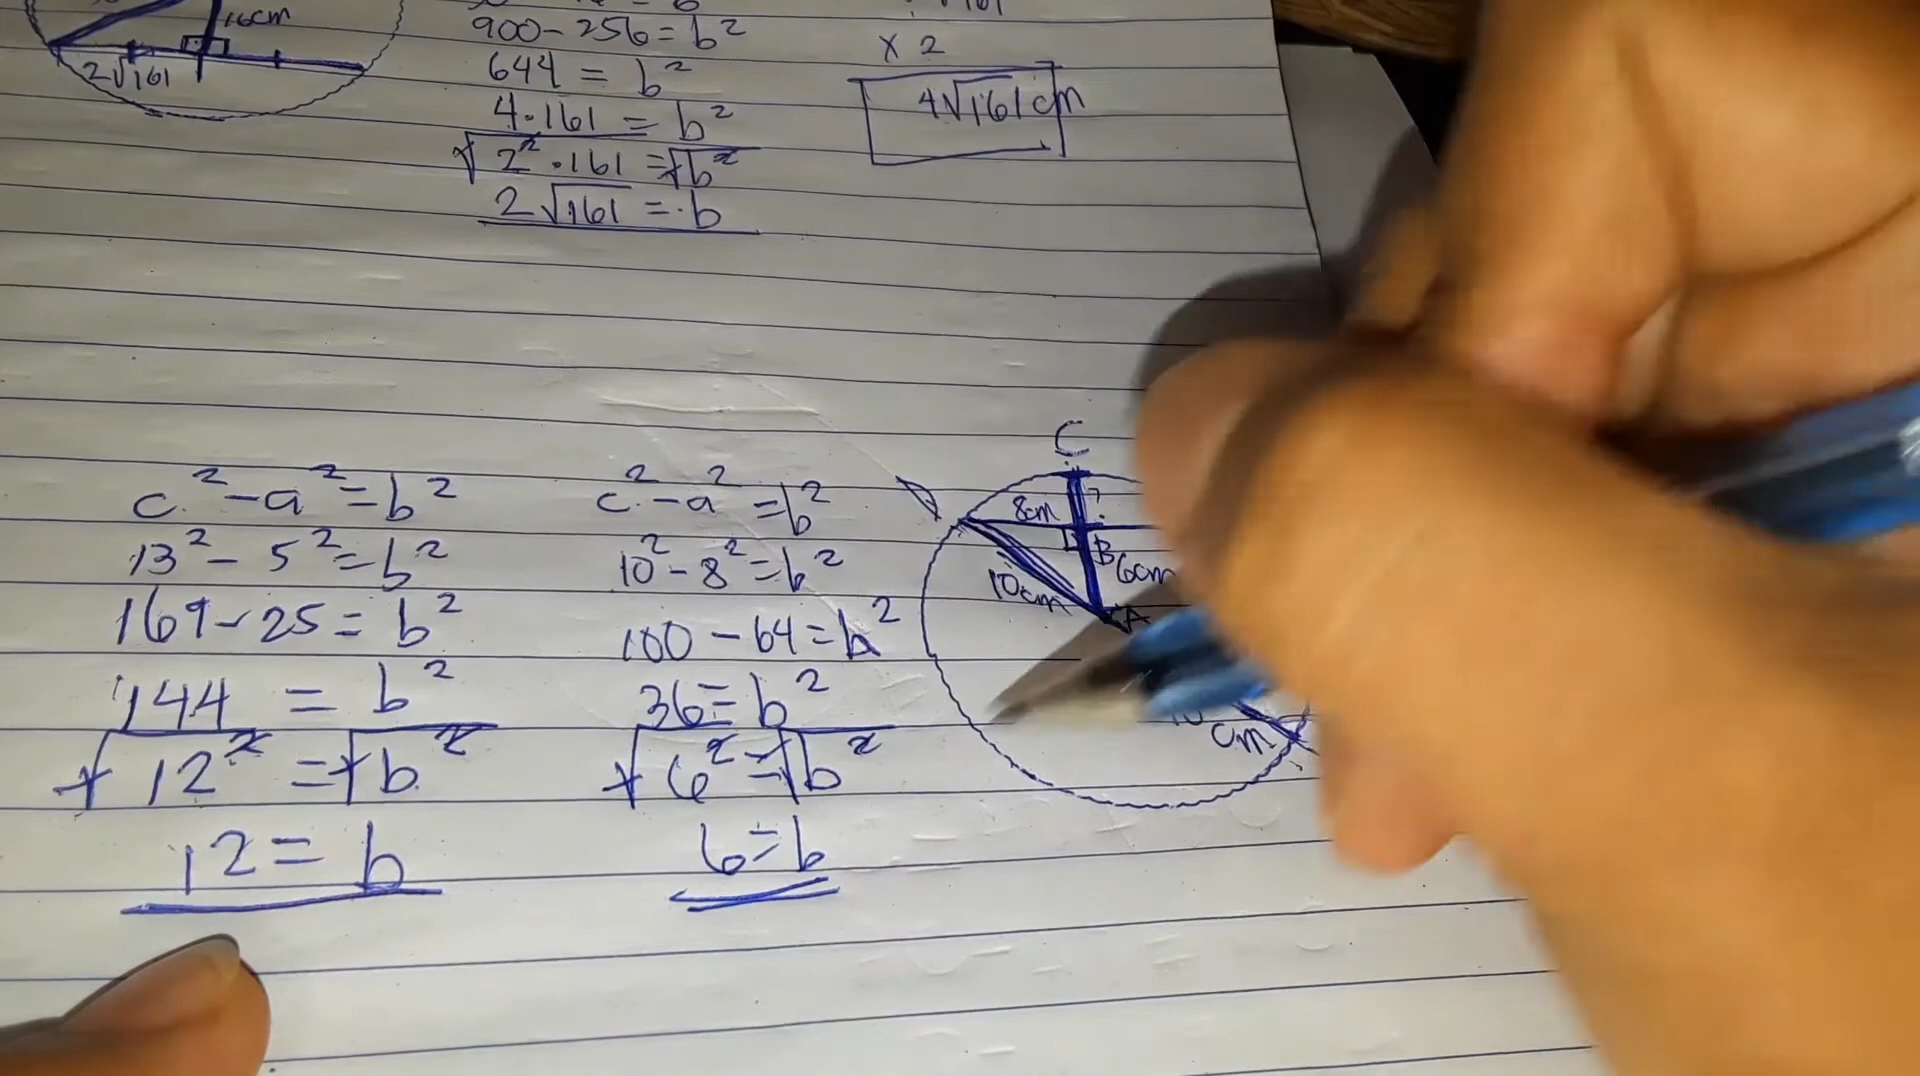 16cm
2√161
900 - 256 = b²
644 = b²
4·161 = b²
√2²·161 = √b²
2√161 = b
x 2
4√161 cm
c² - a² = b²
13² - 5² = b²
169 - 25 = b²
144 = b²
√12² = √b²
12 = b
c² - a² = b²
10² - 8² = b²
100 - 64 = b²
36 = b²
√6² = √b²
6 = b
C
8cm
?
B
6cm
10cm
A
cm